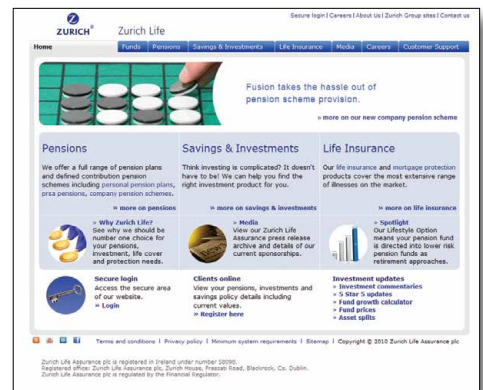 Secure login | Careers | About Us | Zurich Group sites | Contact us
ZURICH®
Zurich Life
Home
Funds
Pensions
Savings & Investments
Life Insurance
Media
Careers
Customer Support
Fusion takes the hassle out of
pension scheme provision.
» more on our new company pension scheme
Pensions
We offer a full range of pension plans
and defined contribution pension
schemes including personal pension plans,
prsa pensions, company pension schemes.
» more on pensions
Savings & Investments
Think investing is complicated? It doesn't
have to be! We can help you find the
right investment product for you.
» more on savings & investments
Life Insurance
Our life insurance and mortgage protection
products cover the most extensive range
of illnesses on the market.
» more on life insurance
» Why Zurich Life?
See why we should be
number one choice for
your pensions,
investment, life cover
and protection needs.
» Media
View our Zurich Life
Assurance press release
archive and details of our
current sponsorships.
» Spotlight
Our Lifestyle Option
means your pension fund
is directed into lower risk
pension funds as
retirement approaches.
Secure login
Access the secure area
of our website.
» Login
Clients online
View your pensions, investments and
savings policy details including
current values.
» Register here
Investment updates
» Investment commentaries
» 5 Star 5 updates
» Fund growth calculator
» Fund prices
» Asset splits
Terms and conditions | Privacy policy | Minimum system requirements | Sitemap | Copyright © 2010 Zurich Life Assurance plc
Zurich Life Assurance plc is registered in Ireland under number 58098.
Registered office: Zurich Life Assurance plc, Zurich House, Frascati Road, Blackrock, Co. Dublin.
Zurich Life Assurance plc is regulated by the Financial Regulator.